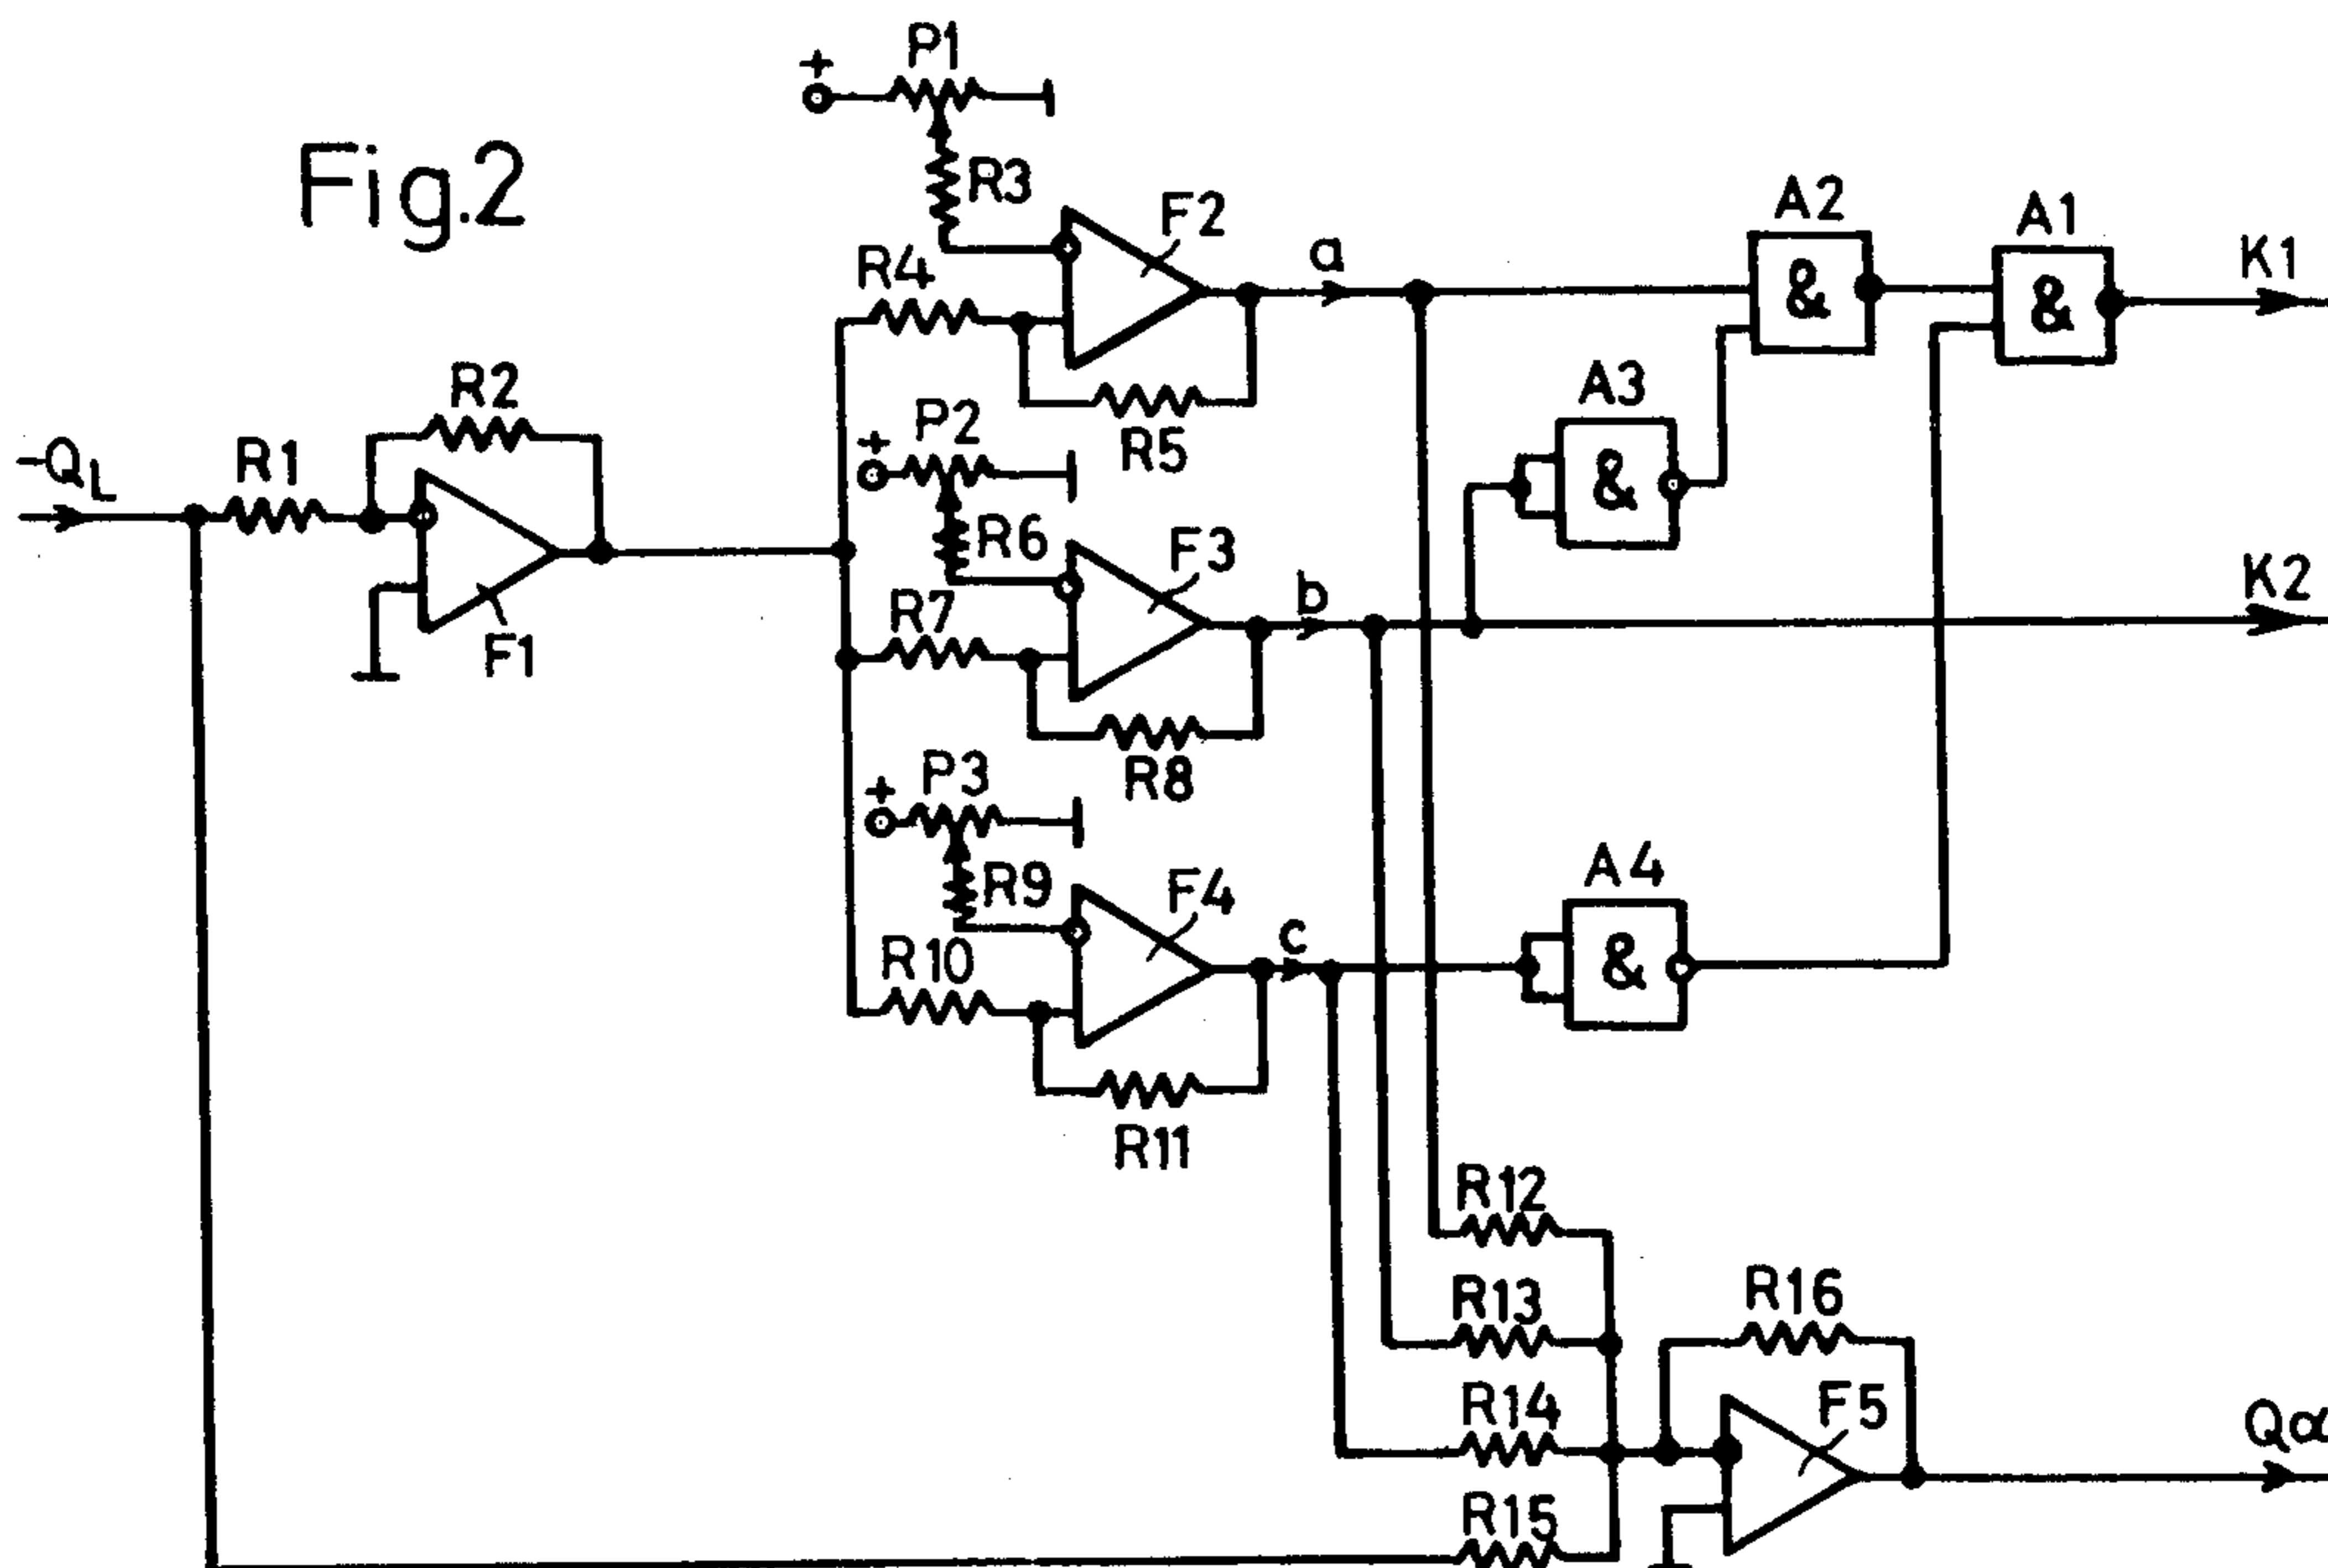 P1
+
Fig.2
R3
F2
A2
A1
R4
a
K1
&
&
A3
R2
P2
+
R5
&
-QL
R1
R6
F3
b
K2
R7
F1
P3
R8
+
R9
F4
A4
c
R10
&
R11
R12
R13
R16
R14
F5
Qα
R15